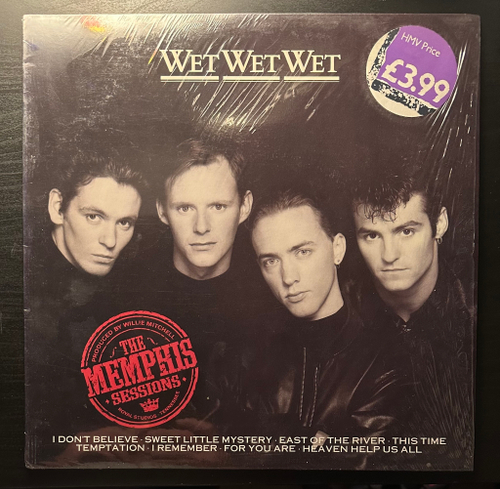 WET WET WET
HMV Price
£3.99
PRODUCED BY WILLIE MITCHELL
THE
MEMPHIS
SESSIONS
ROYAL STUDIOS, TENNESSEE
I DON'T BELIEVE · SWEET LITTLE MYSTERY · EAST OF THE RIVER · THIS TIME
TEMPTATION · I REMEMBER · FOR YOU ARE · HEAVEN HELP US ALL